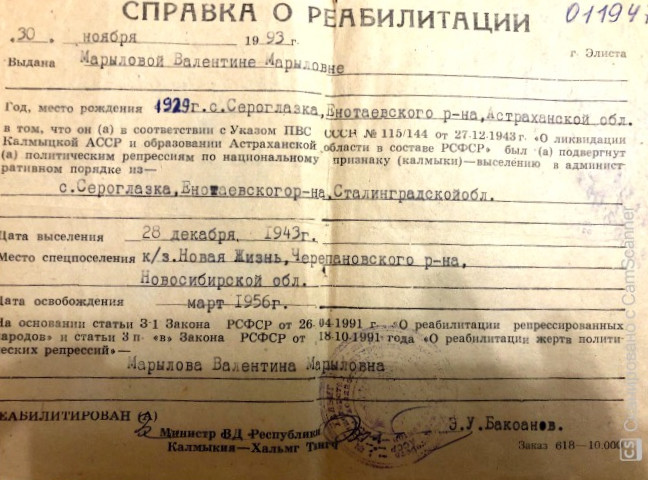 СПРАВКА О РЕАБИЛИТАЦИИ
01194
30 ноября 1993 г. г. Элиста
Выдана Марыловой Валентине Марыловне
Год, место рождения 1929г.с.Сероглазка,Енотаевского р-на,Астраханской обл.
в том, что он (а) в соответствии с Указом ПВС СССР № 115/144 от 27.12.1943 г. «О ликвидации
Калмыцкой АССР и образовании Астраханской области в составе РСФСР» был (а) подвергнут
(а) политическим репрессиям по национальному признаку (калмыки)—выселению в админист
ративном порядке из—
с.Сероглазка,Енотаевскогор-на,Сталинградскойобл.
Дата выселения 28 декабря, 1943г.
Место спецпоселения к/з.Новая Жизнь,Черепановского р-на,
Новосибирской обл.
Дата освобождения март 1956г.
На основании статьи 3-1 Закона РСФСР от 26-04-1991 г. «О реабилитации репрессированных
народов» и статьи 3 п. «в» Закона РСФСР от 18-10-1991 года «О реабилитации жертв полити-
ческих репрессий»—
Марылова Валентина Марыловна
РЕАБИЛИТИРОВАН (А)
Министр ВД Республики
Калмыкия—Хальмг Тангч
Э.У.Бакоанов.
Заказ 618—10.000
CS Сканировано с CamScanner